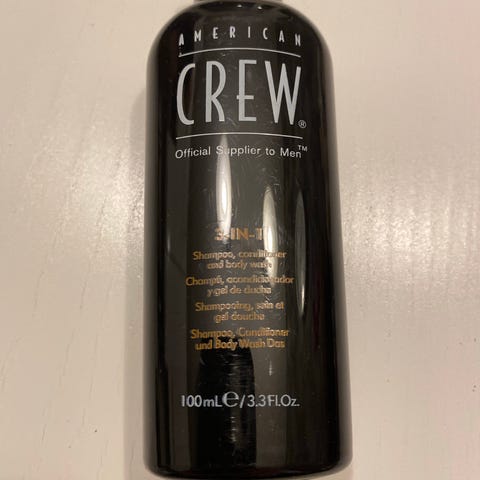 AMERICAN
CREW®
Official Supplier to Men™
3-IN-1
Shampoo, conditioner
and body wash
Champú, acondicionador
y gel de ducha
Shampooing, soin et
gel douche
Shampoo, Conditioner
und Body Wash Das
100mL℮/3.3Fl.Oz.